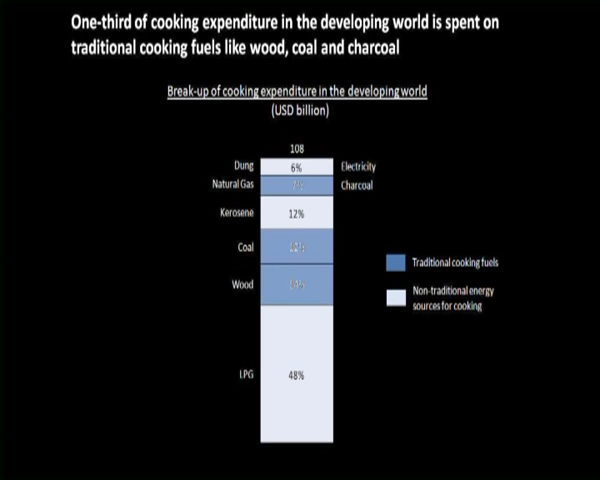 One-third of cooking expenditure in the developing world is spent on
traditional cooking fuels like wood, coal and charcoal
Break-up of cooking expenditure in the developing world
(USD billion)
108
Dung 6% Electricity
Natural Gas Charcoal
Kerosene 12%
Coal
Wood
LPG 48%
Traditional cooking fuels
Non-traditional energy
sources for cooking